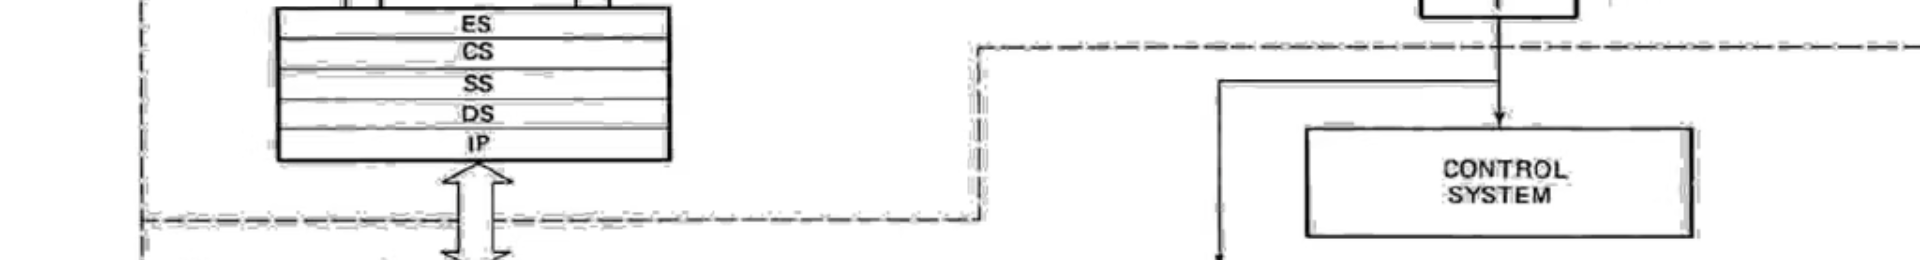 ES
CS
SS
DS
IP
CONTROL
SYSTEM